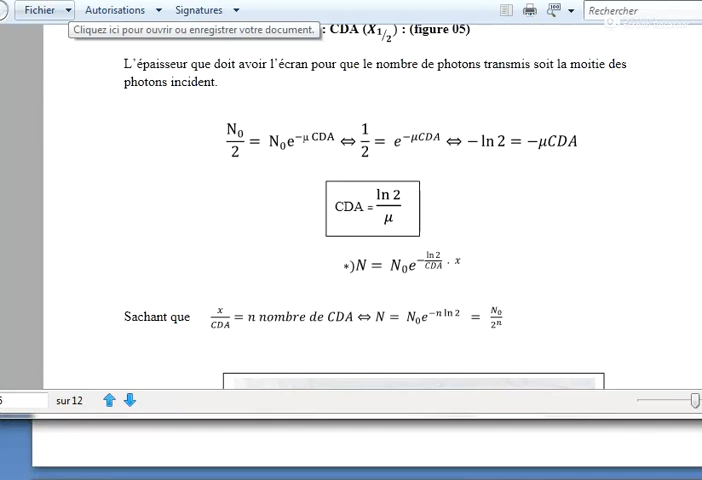 Fichier Autorisations Signatures Rechercher
Cliquez ici pour ouvrir ou enregistrer votre document.
: CDA (X1/2) : (figure 05)
L'épaisseur que doit avoir l'écran pour que le nombre de photons transmis soit la moitie des
photons incident.
N₀/2 = N₀e^(−μ CDA) ⇔ 1/2 = e^(−μCDA) ⇔ − ln 2 = −μCDA
CDA = ln 2/μ
*)N = N₀e^(−(ln 2/CDA) . x)
Sachant que x/CDA = n nombre de CDA ⇔ N = N₀e^(−n ln 2) = N₀/2ⁿ
sur 12